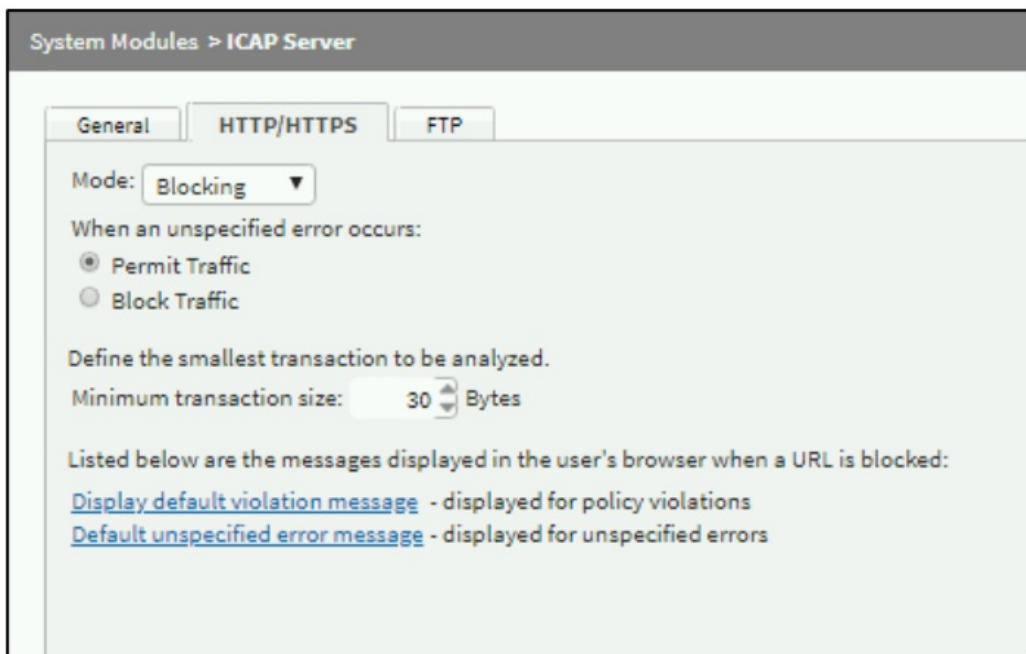 System Modules > ICAP Server
General HTTP/HTTPS FTP
Mode: Blocking ▼
When an unspecified error occurs:
Permit Traffic
Block Traffic
Define the smallest transaction to be analyzed.
Minimum transaction size: 30 Bytes
Listed below are the messages displayed in the user's browser when a URL is blocked:
Display default violation message - displayed for policy violations
Default unspecified error message - displayed for unspecified errors